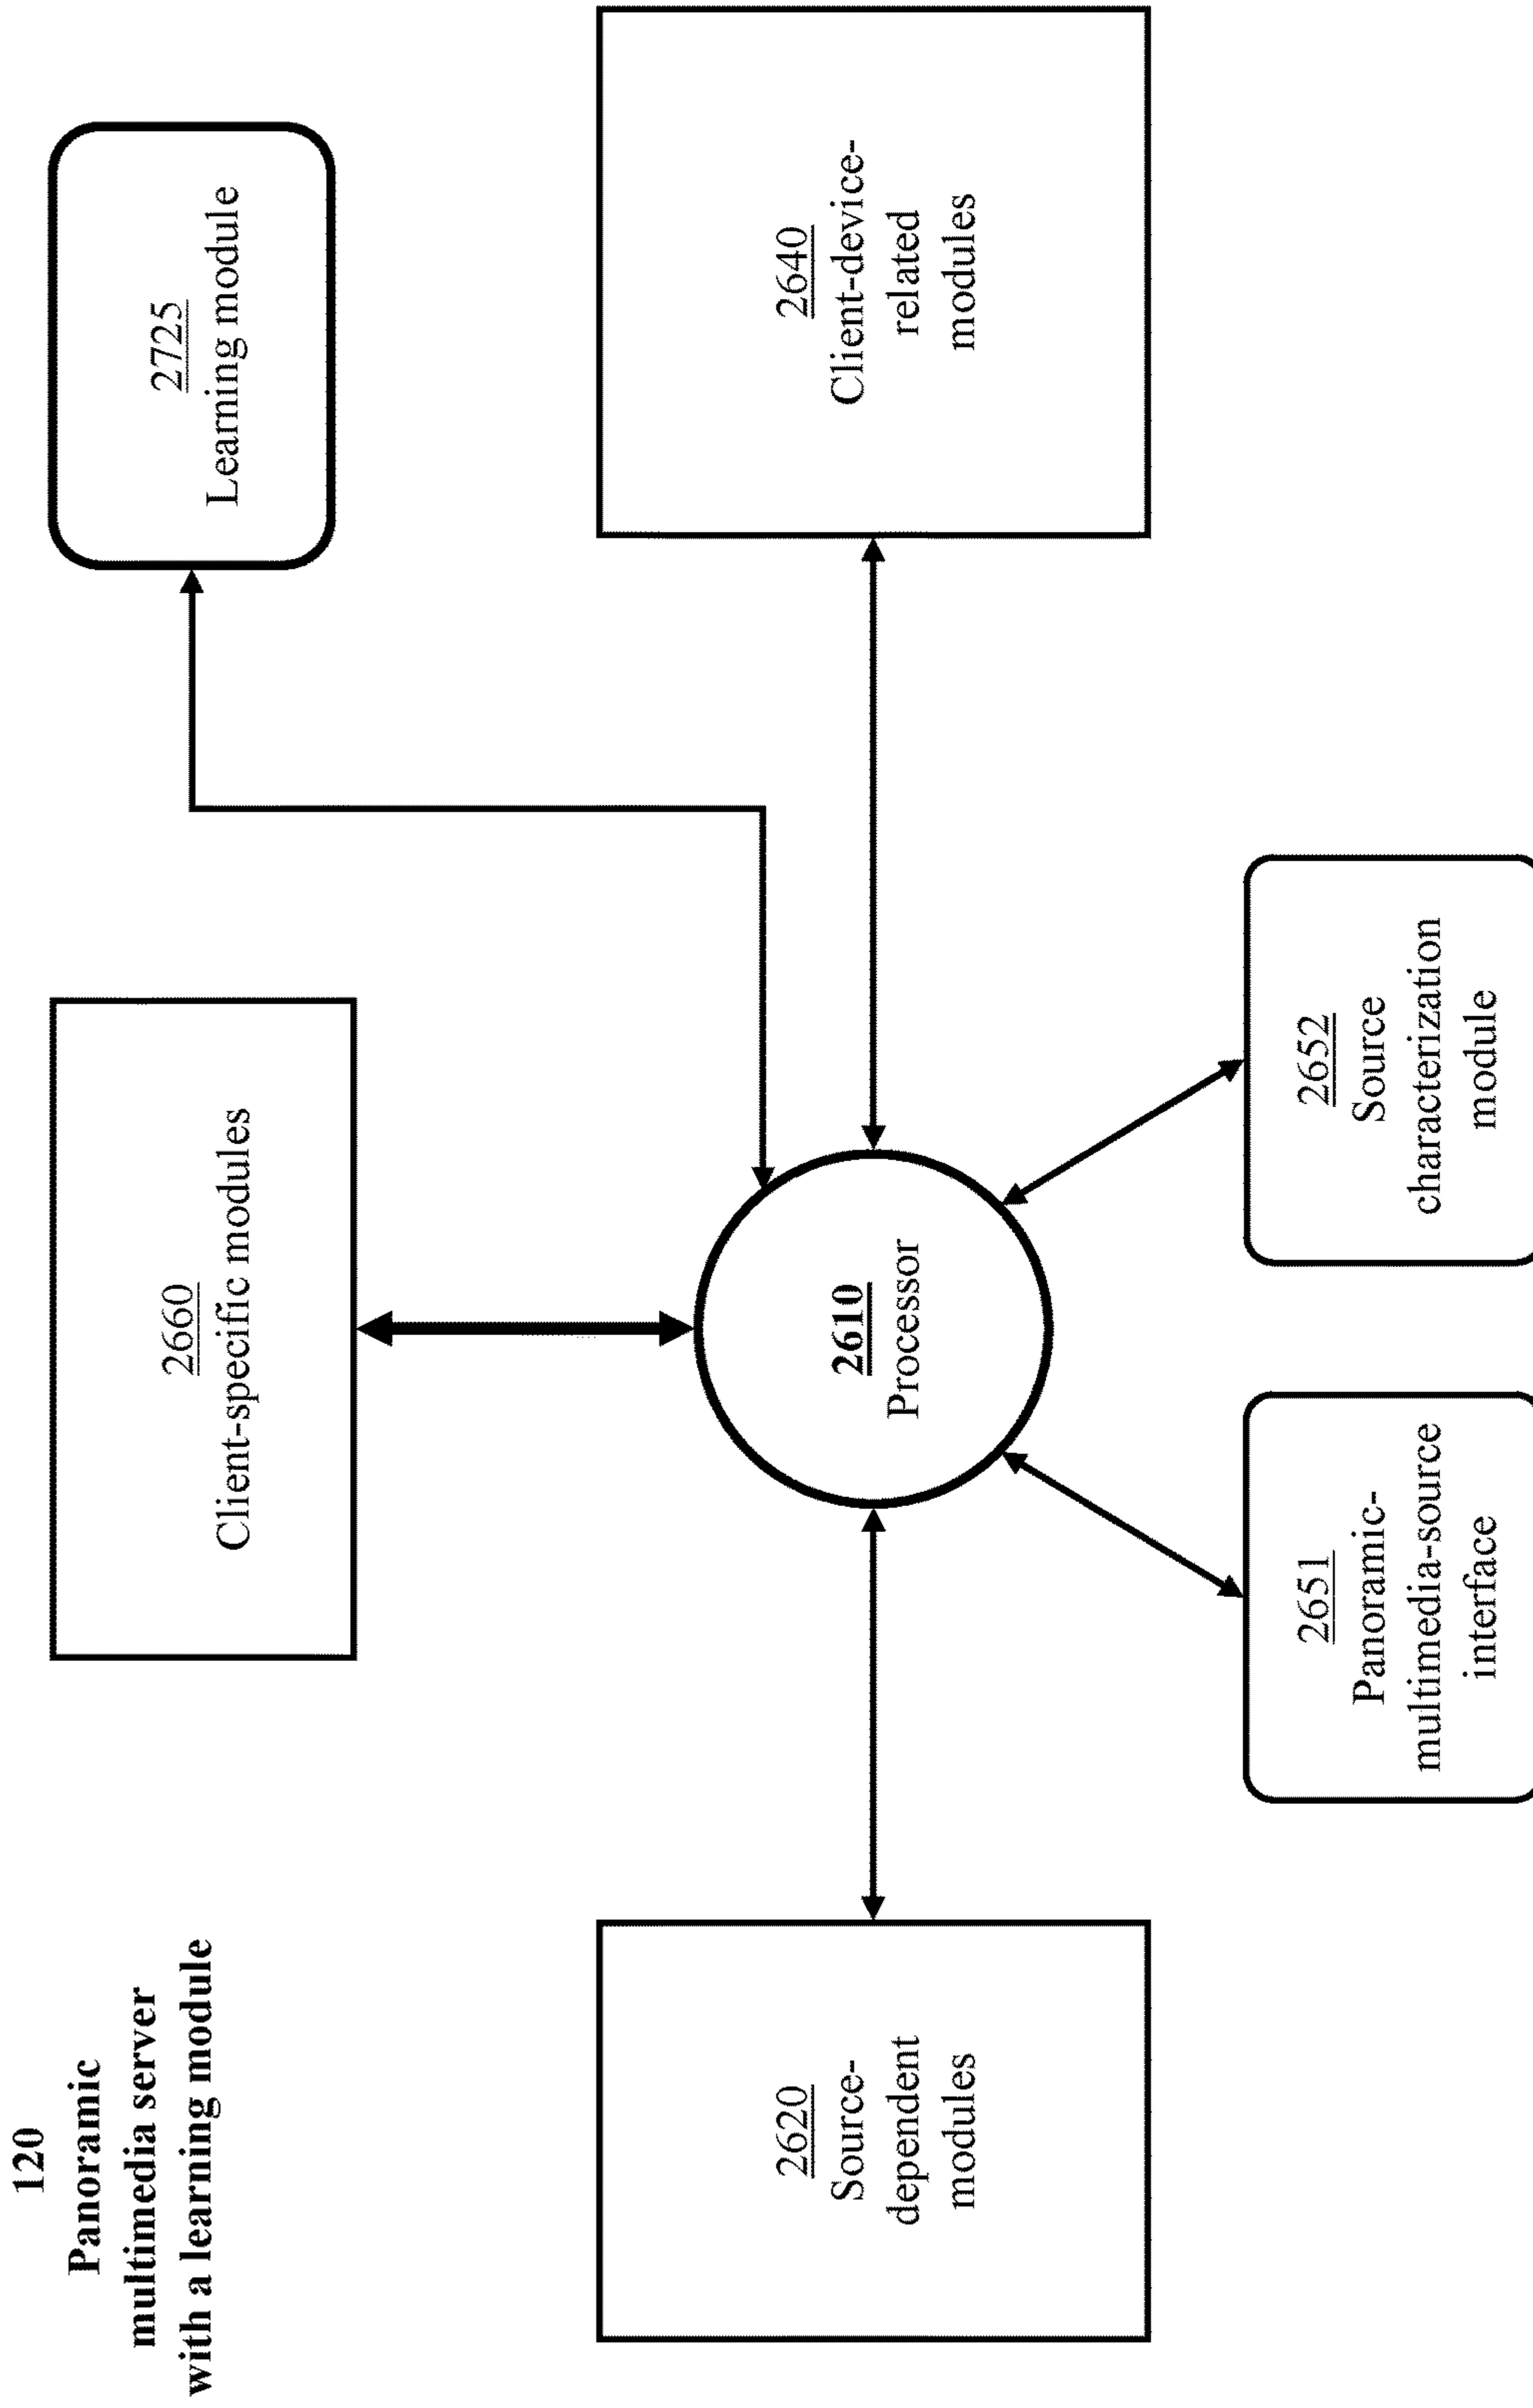 120
Panoramic
multimedia server
with a learning module
2660
Client-specific modules
2725
Learning module
2620
Source-
dependent
modules
2610
Processor
2640
Client-device-
related
modules
2651
Panoramic-
multimedia-source
interface
2652
Source
characterization
module